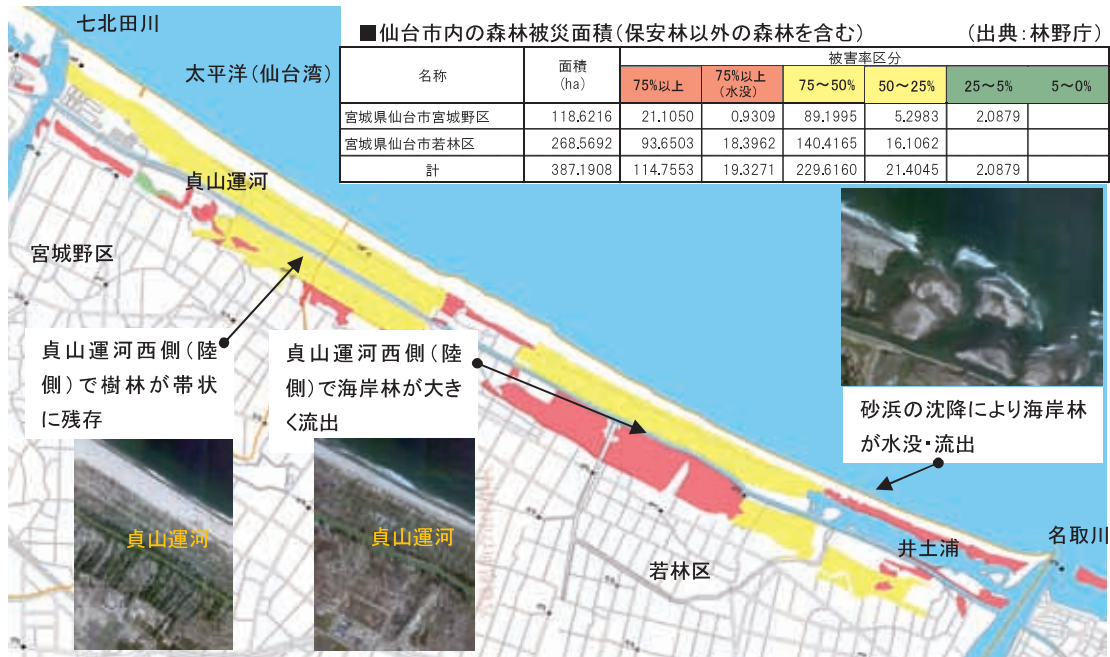 七北田川
■仙台市内の森林被災面積(保安林以外の森林を含む) (出典:林野庁)
太平洋(仙台湾)
名称 面積(ha) 被害率区分
75%以上 75%以上(水没) 75～50% 50～25% 25～5% 5～0%
宮城県仙台市宮城野区 118.6216 21.1050 0.9309 89.1995 5.2983 2.0879
宮城県仙台市若林区 268.5692 93.6503 18.3962 140.4165 16.1062
計 387.1908 114.7553 19.3271 229.6160 21.4045 2.0879
貞山運河
宮城野区
貞山運河西側(陸
側)で樹林が帯状
に残存
貞山運河西側(陸
側)で海岸林が大き
く流出
砂浜の沈降により海岸林
が水没・流出
貞山運河
貞山運河
若林区
井土浦
名取川